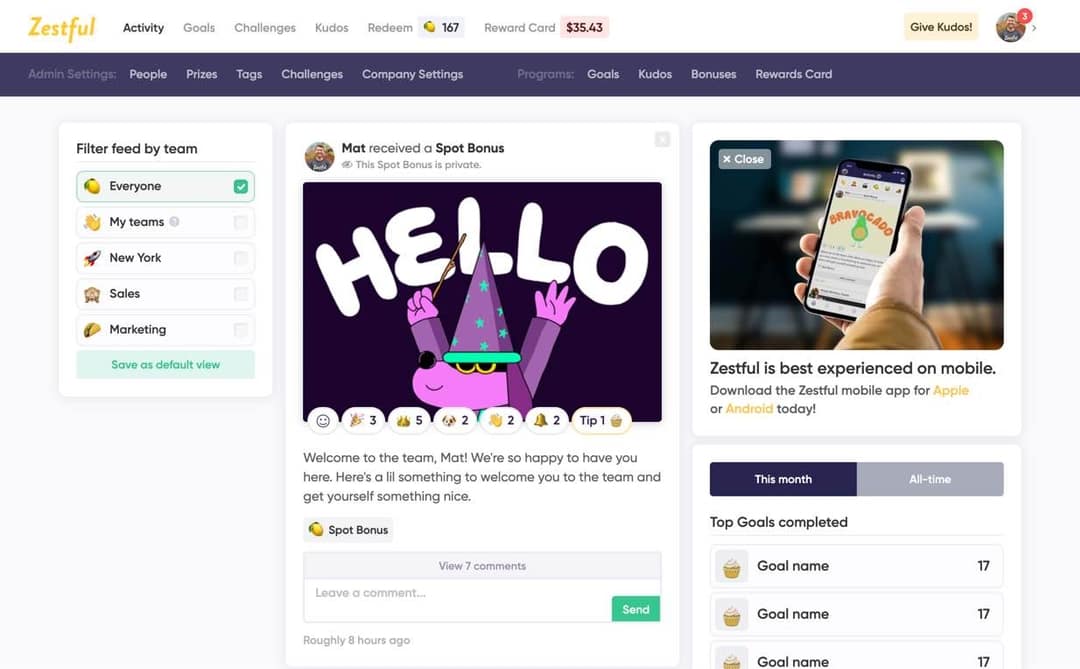 Zestful
Activity
Goals
Challenges
Kudos
Redeem
167
Reward Card
$35.43
Give Kudos!
3
Admin Settings:
People
Prizes
Tags
Challenges
Company Settings
Programs:
Goals
Kudos
Bonuses
Rewards Card
Filter feed by team
Everyone
My teams ?
New York
Sales
Marketing
Save as default view
Mat received a Spot Bonus
This Spot Bonus is private.
HELLO
3
5
2
2
2
Tip 1
Welcome to the team, Mat! We're so happy to have you
here. Here's a lil something to welcome you to the team and
get yourself something nice.
Spot Bonus
View 7 comments
Leave a comment...
Send
Roughly 8 hours ago
× Close
BRAVOCADO
Zestful is best experienced on mobile.
Download the Zestful mobile app for Apple
or Android today!
This month
All-time
Top Goals completed
Goal name
17
Goal name
17
Goal name
17